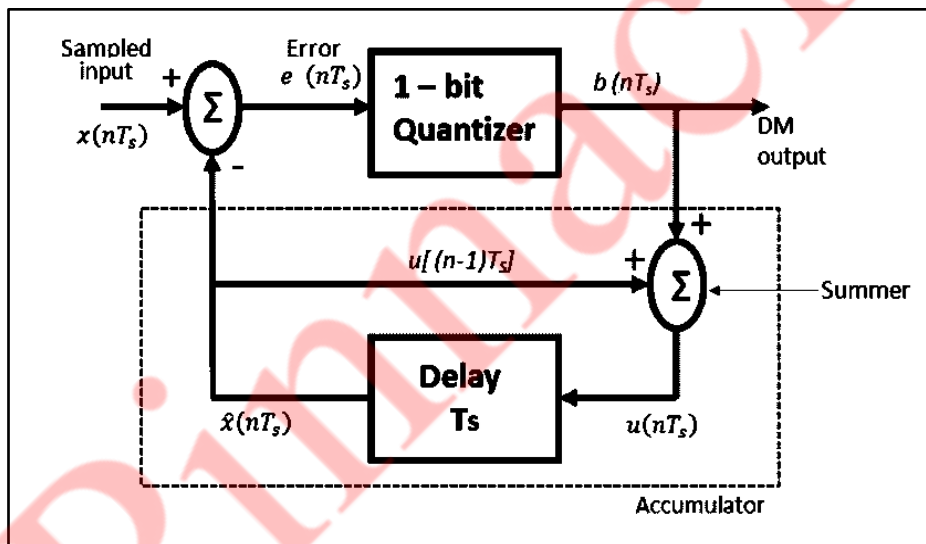 Sampled
input
+
x(nTₛ)
Σ
-
Error
e (nTₛ)
1 – bit
Quantizer
b(nTₛ)
DM
output
+
u[(n-1)Tₛ]
+
Σ
Summer
Delay
Ts
x̂(nTₛ)
u(nTₛ)
Accumulator
Pinnacl